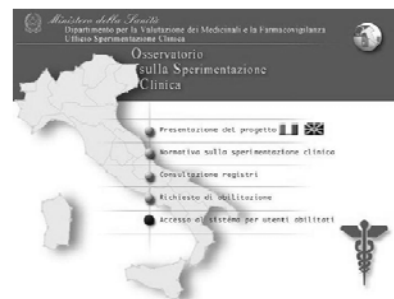 Ministero della Sanità
Dipartimento per la Valutazione dei Medicinali e la Farmacovigilanza
Ufficio Sperimentazione Clinica
Osservatorio
sulla Sperimentazione
Clinica
Presentazione del progetto
Normativa sulla sperimentazione clinica
Consultazione registri
Richiesta di abilitazione
Accesso al sistema per utenti abilitati